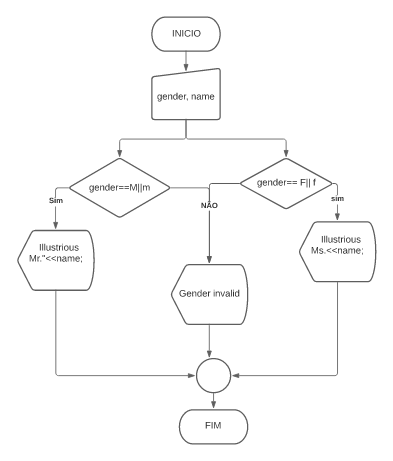 INICIO
gender, name
gender==M||m
gender== F|| f
Sim
NÃO
sim
Illustrious
Mr."<<name;
Illustrious
Ms.<<name;
Gender invalid
FIM